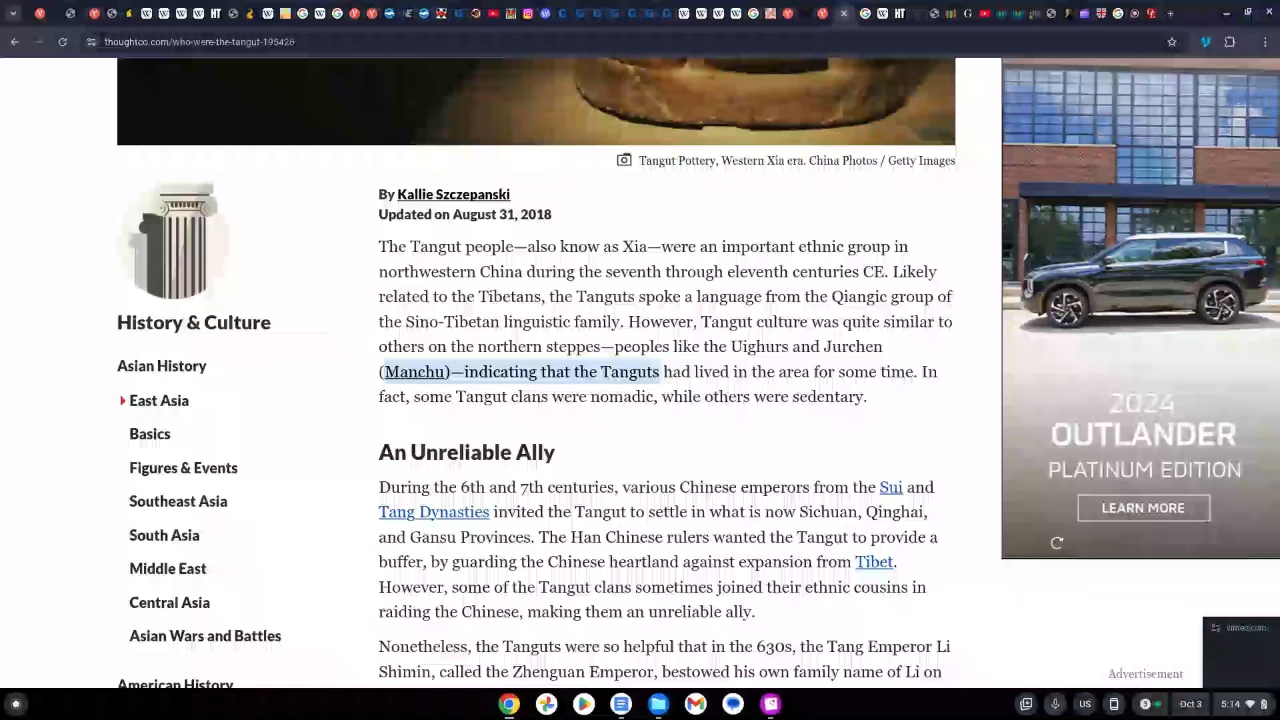 thoughtco.com/who-were-the-tangut-195426
Tangut Pottery, Western Xia era. China Photos / Getty Images
By Kallie Szczepanski
Updated on August 31, 2018
The Tangut people—also know as Xia—were an important ethnic group in
northwestern China during the seventh through eleventh centuries CE. Likely
related to the Tibetans, the Tanguts spoke a language from the Qiangic group of
the Sino-Tibetan linguistic family. However, Tangut culture was quite similar to
others on the northern steppes—peoples like the Uighurs and Jurchen
(Manchu)—indicating that the Tanguts had lived in the area for some time. In
fact, some Tangut clans were nomadic, while others were sedentary.
An Unreliable Ally
During the 6th and 7th centuries, various Chinese emperors from the Sui and
Tang Dynasties invited the Tangut to settle in what is now Sichuan, Qinghai,
and Gansu Provinces. The Han Chinese rulers wanted the Tangut to provide a
buffer, by guarding the Chinese heartland against expansion from Tibet.
However, some of the Tangut clans sometimes joined their ethnic cousins in
raiding the Chinese, making them an unreliable ally.
Nonetheless, the Tanguts were so helpful that in the 630s, the Tang Emperor Li
Shimin, called the Zhenguan Emperor, bestowed his own family name of Li on
History & Culture
Asian History
East Asia
Basics
Figures & Events
Southeast Asia
South Asia
Middle East
Central Asia
Asian Wars and Battles
American History
2024
OUTLANDER
PLATINUM EDITION
LEARN MORE
vimeo.com
Advertisement
US
Oct 3
5:14